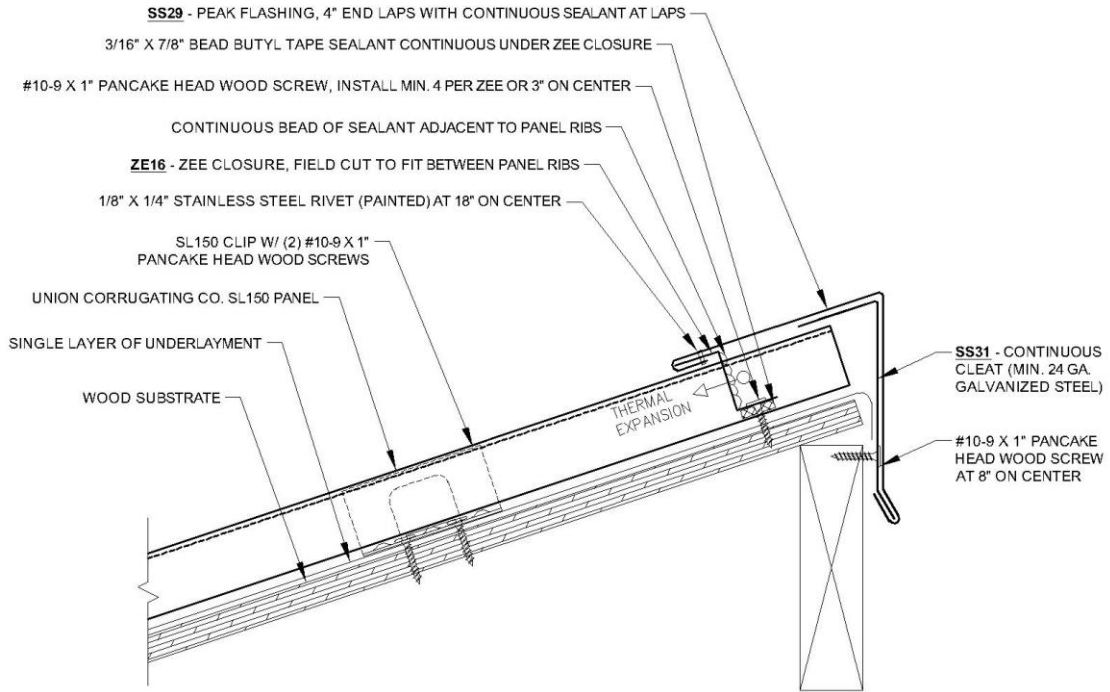 SS29 - PEAK FLASHING, 4" END LAPS WITH CONTINUOUS SEALANT AT LAPS
3/16" X 7/8" BEAD BUTYL TAPE SEALANT CONTINUOUS UNDER ZEE CLOSURE
#10-9 X 1" PANCAKE HEAD WOOD SCREW, INSTALL MIN. 4 PER ZEE OR 3" ON CENTER
CONTINUOUS BEAD OF SEALANT ADJACENT TO PANEL RIBS
ZE16 - ZEE CLOSURE, FIELD CUT TO FIT BETWEEN PANEL RIBS
1/8" X 1/4" STAINLESS STEEL RIVET (PAINTED) AT 18" ON CENTER
SL150 CLIP W/ (2) #10-9 X 1"
PANCAKE HEAD WOOD SCREWS
UNION CORRUGATING CO. SL150 PANEL
SINGLE LAYER OF UNDERLAYMENT
WOOD SUBSTRATE
THERMAL
EXPANSION
SS31 - CONTINUOUS
CLEAT (MIN. 24 GA.
GALVANIZED STEEL)
#10-9 X 1" PANCAKE
HEAD WOOD SCREW
AT 8" ON CENTER